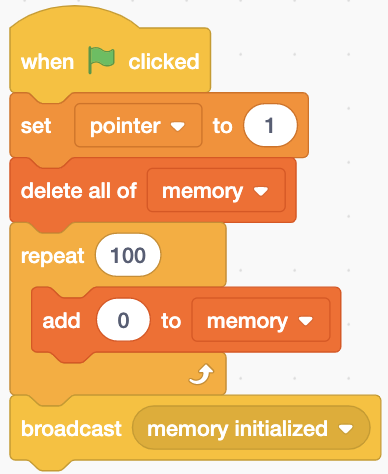 when clicked
set pointer to 1
delete all of memory
repeat 100
add 0 to memory
broadcast memory initialized